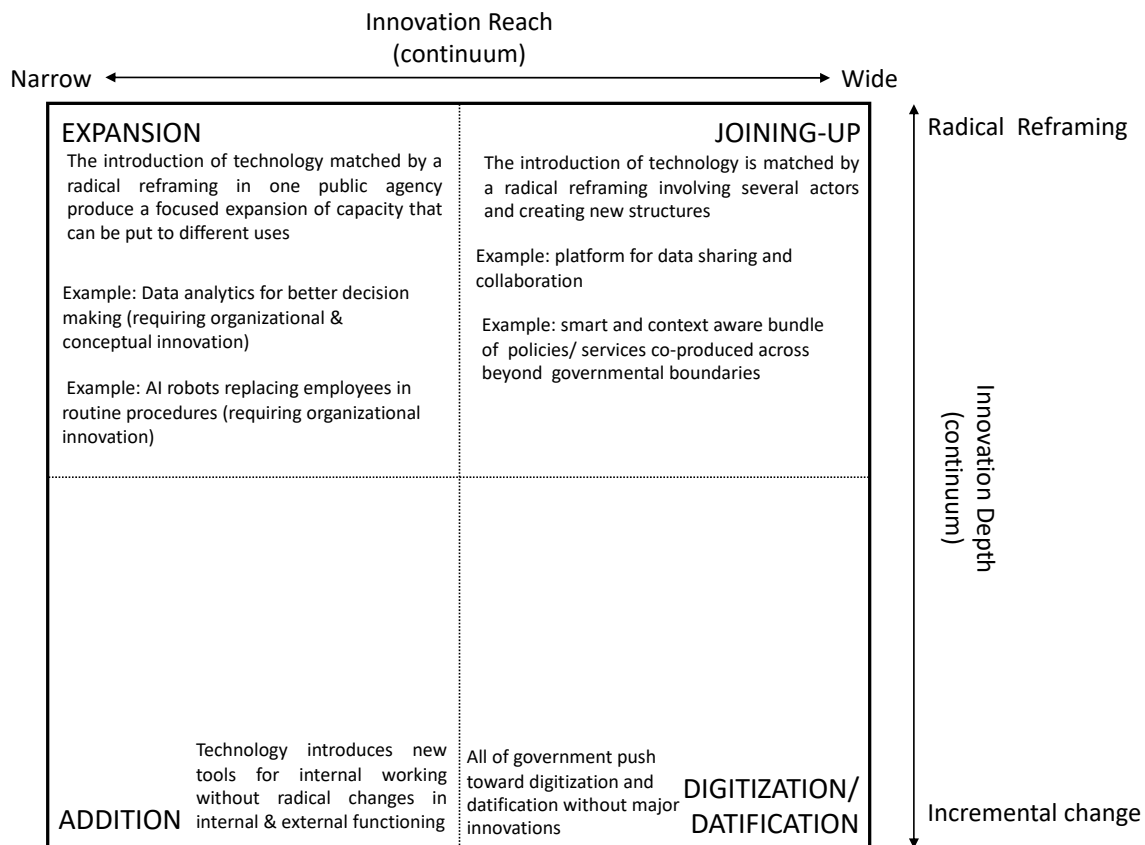 Innovation Reach
(continuum)
Narrow
Wide
EXPANSION
The introduction of technology matched by a
radical reframing in one public agency
produce a focused expansion of capacity that
can be put to different uses
Example: Data analytics for better decision
making (requiring organizational &
conceptual innovation)
Example: AI robots replacing employees in
routine procedures (requiring organizational
innovation)
JOINING-UP
The introduction of technology is matched by
a radical reframing involving several actors
and creating new structures
Example: platform for data sharing and
collaboration
Example: smart and context aware bundle
of policies/ services co-produced across
beyond governmental boundaries
Radical Reframing
Innovation Depth
(continuum)
Technology introduces new
tools for internal working
without radical changes in
internal & external functioning
ADDITION
All of government push
toward digitization and
datification without major
innovations
DIGITIZATION/
DATIFICATION
Incremental change